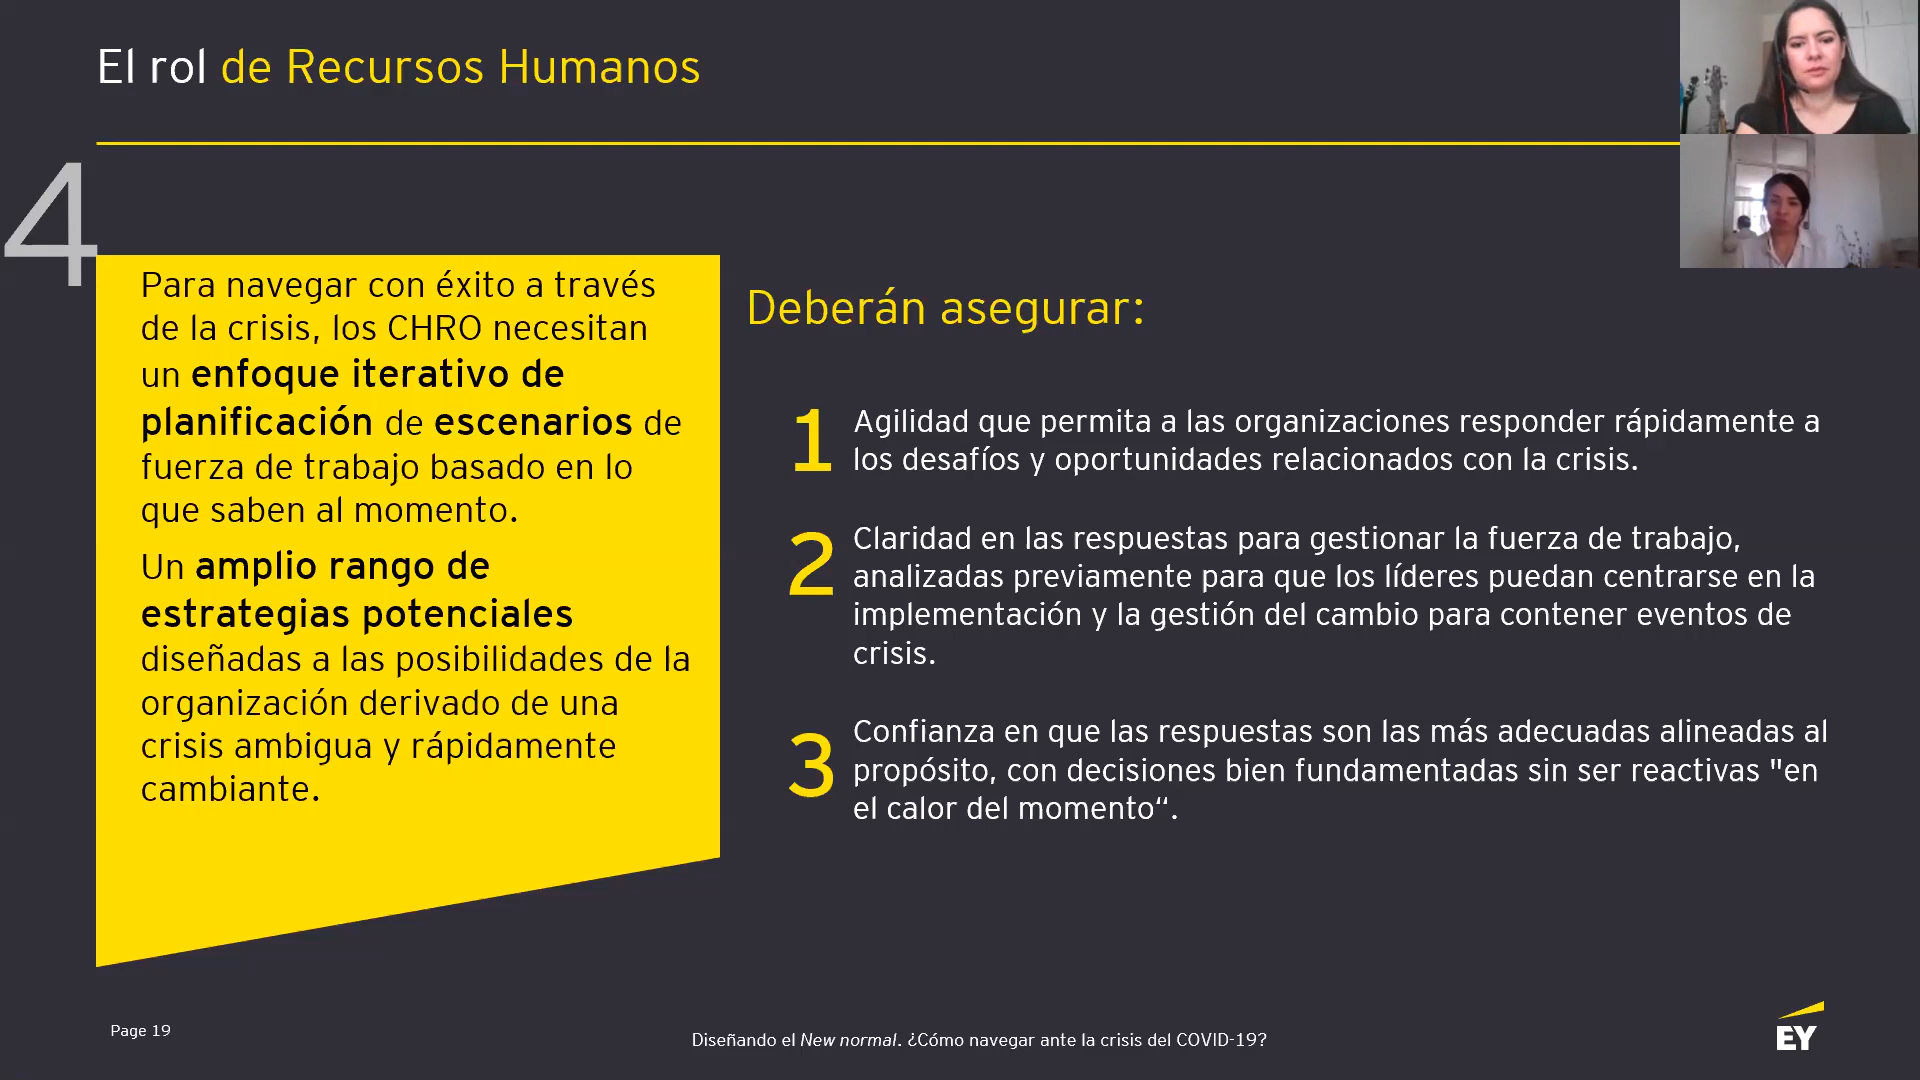 El rol de Recursos Humanos
4
Para navegar con éxito a través
de la crisis, los CHRO necesitan
un enfoque iterativo de
planificación de escenarios de
fuerza de trabajo basado en lo
que saben al momento.
Un amplio rango de
estrategias potenciales
diseñadas a las posibilidades de la
organización derivado de una
crisis ambigua y rápidamente
cambiante.
Deberán asegurar:
1 Agilidad que permita a las organizaciones responder rápidamente a
los desafíos y oportunidades relacionados con la crisis.
2 Claridad en las respuestas para gestionar la fuerza de trabajo,
analizadas previamente para que los líderes puedan centrarse en la
implementación y la gestión del cambio para contener eventos de
crisis.
3 Confianza en que las respuestas son las más adecuadas alineadas al
propósito, con decisiones bien fundamentadas sin ser reactivas "en
el calor del momento“.
Page 19
Diseñando el New normal. ¿Cómo navegar ante la crisis del COVID-19?
EY